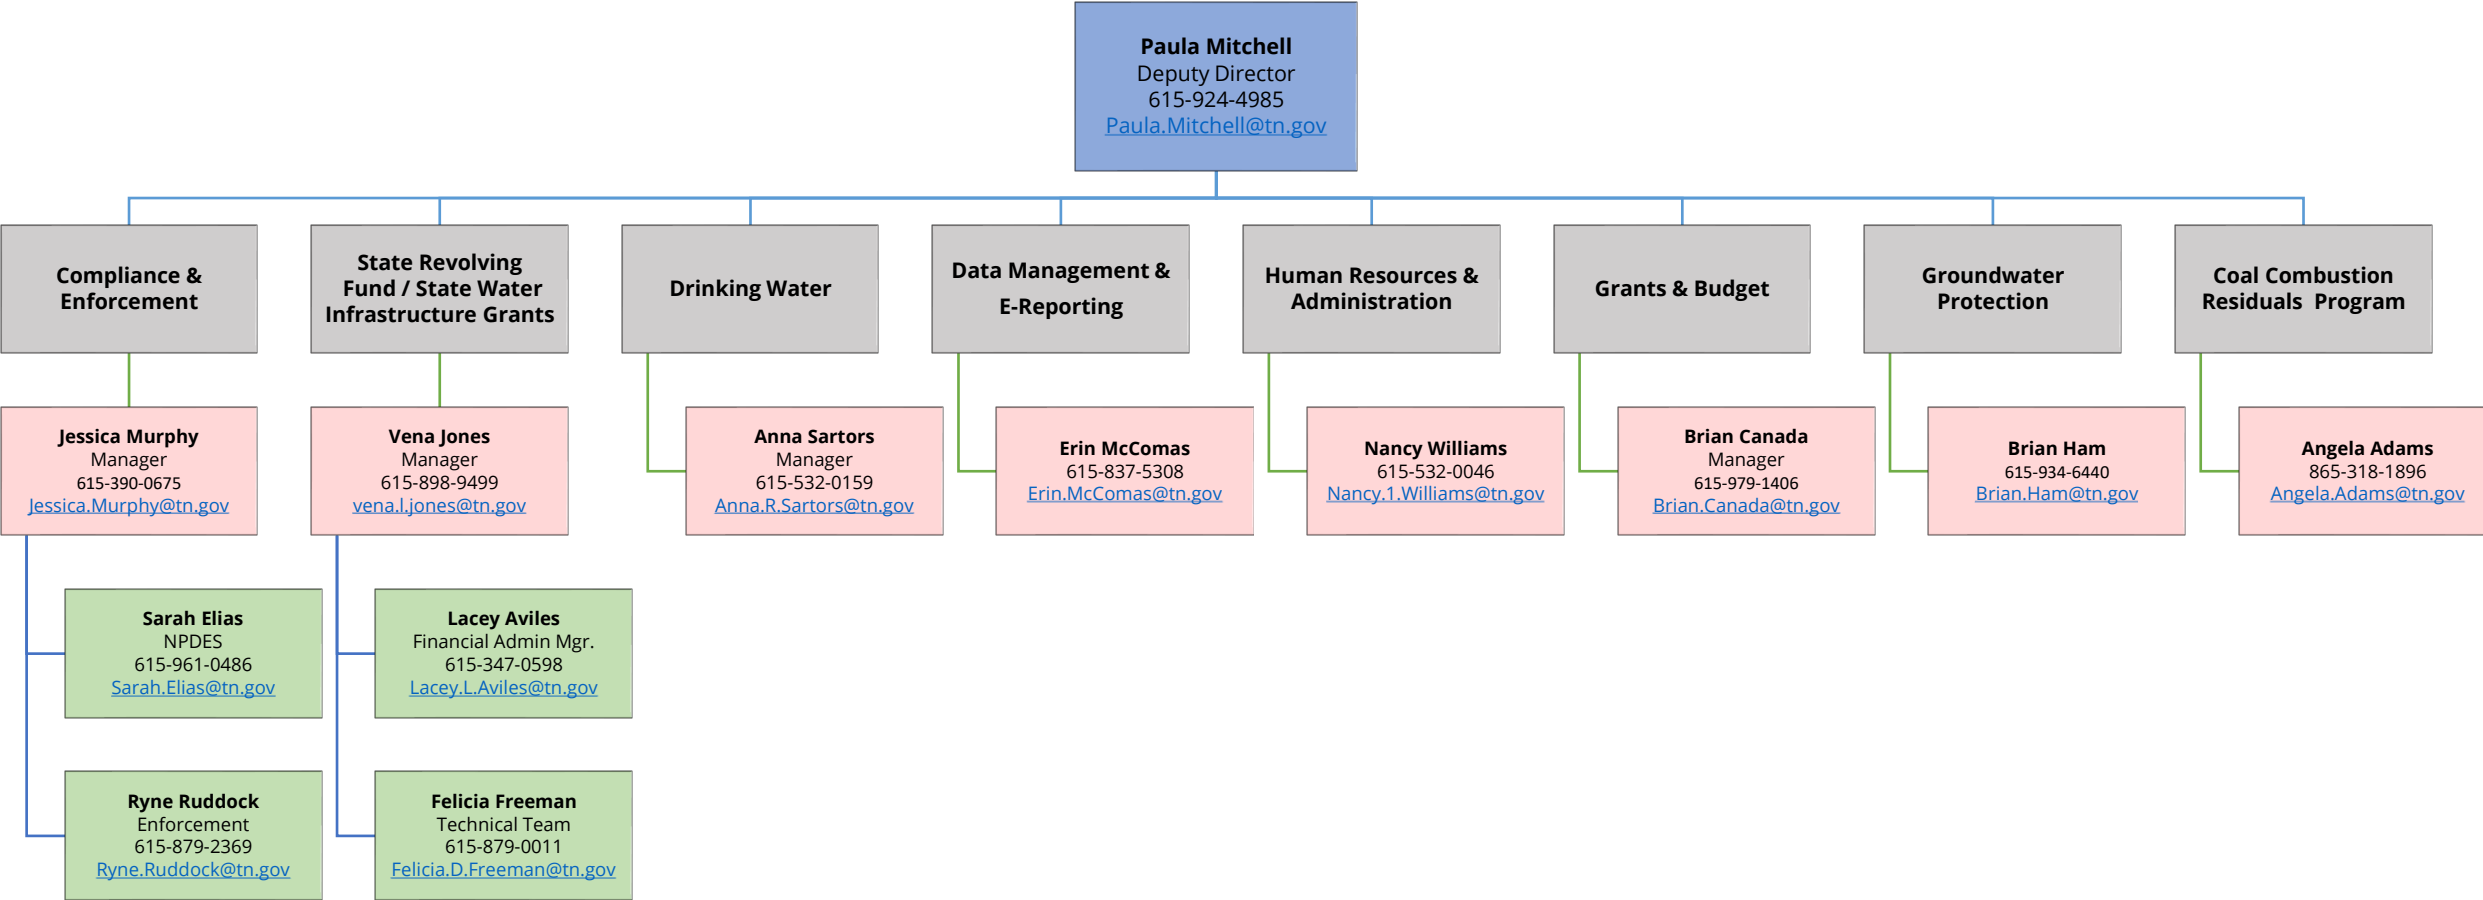 Paula Mitchell
Deputy Director
615-924-4985
Paula.Mitchell@tn.gov
Compliance &
Enforcement
State Revolving
Fund / State Water
Infrastructure Grants
Drinking Water
Data Management &
E-Reporting
Human Resources &
Administration
Grants & Budget
Groundwater
Protection
Coal Combustion
Residuals  Program
Jessica Murphy
Manager
615-390-0675
Jessica.Murphy@tn.gov
Vena Jones
Manager
615-898-9499
vena.l.jones@tn.gov
Anna Sartors
Manager
615-532-0159
Anna.R.Sartors@tn.gov
Erin McComas
615-837-5308
Erin.McComas@tn.gov
Nancy Williams
615-532-0046
Nancy.1.Williams@tn.gov
Brian Canada
Manager
615-979-1406
Brian.Canada@tn.gov
Brian Ham
615-934-6440
Brian.Ham@tn.gov
Angela Adams
865-318-1896
Angela.Adams@tn.gov
Sarah Elias
NPDES
615-961-0486
Sarah.Elias@tn.gov
Lacey Aviles
Financial Admin Mgr.
615-347-0598
Lacey.L.Aviles@tn.gov
Ryne Ruddock
Enforcement
615-879-2369
Ryne.Ruddock@tn.gov
Felicia Freeman
Technical Team
615-879-0011
Felicia.D.Freeman@tn.gov